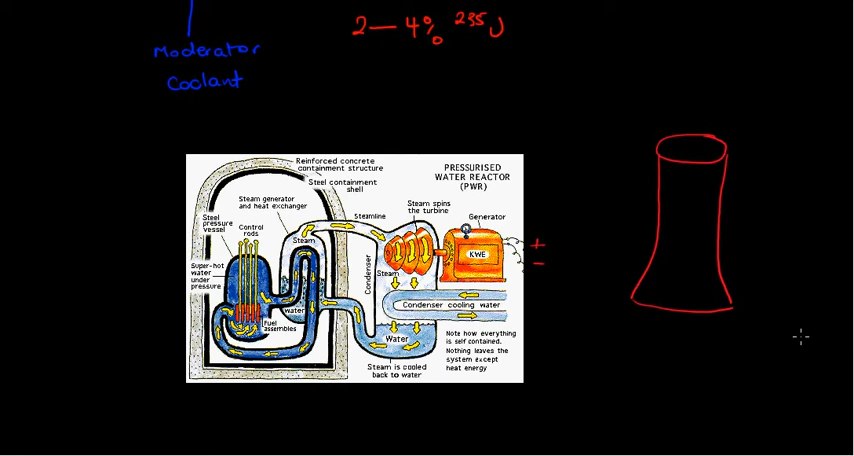 2 — 4% ²³⁵U
Moderator
Coolant
Reinforced concrete
containment structure
Steel containment
shell
PRESSURISED
WATER REACTOR
(PWR)
Steam generator
and heat exchanger
Steamline
Steam spins
the turbine
Generator
Steel
pressure
vessel
Control
rods
Steam
Super-hot
water
under
pressure
Condenser
Steam
KWE
+
−
water
Fuel
assembles
Condenser cooling water
Water
Note how everything
is self contained.
Nothing leaves the
system except
heat energy
Steam is cooled
back to water